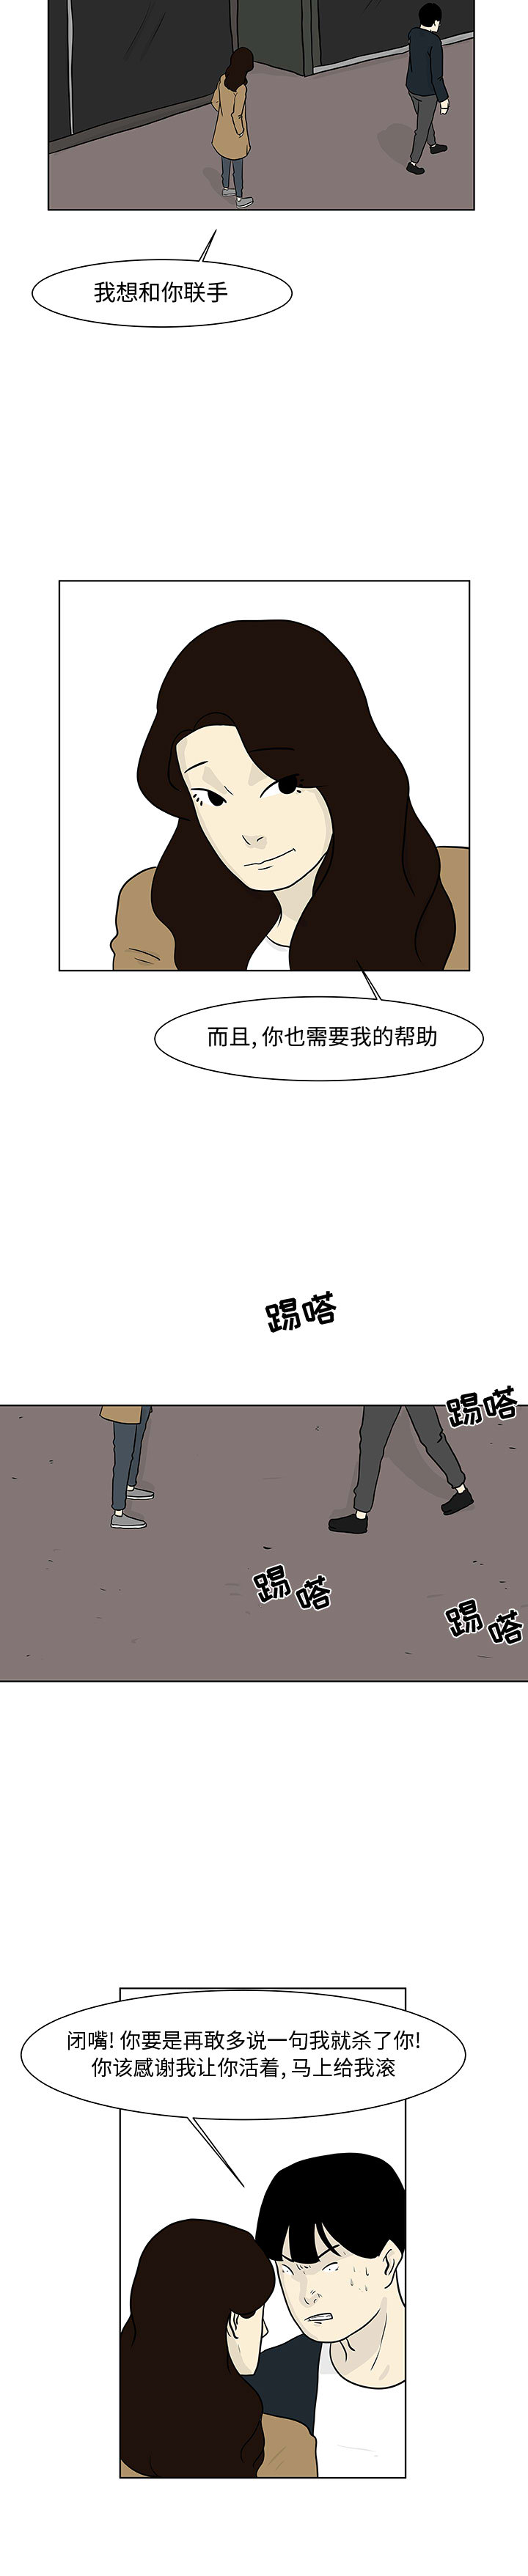 我想和你联手
而且, 你也需要我的帮助
踢嗒
踢嗒
踢嗒
踢嗒
闭嘴! 你要是再敢多说一句我就杀了你!
你该感谢我让你活着, 马上给我滚